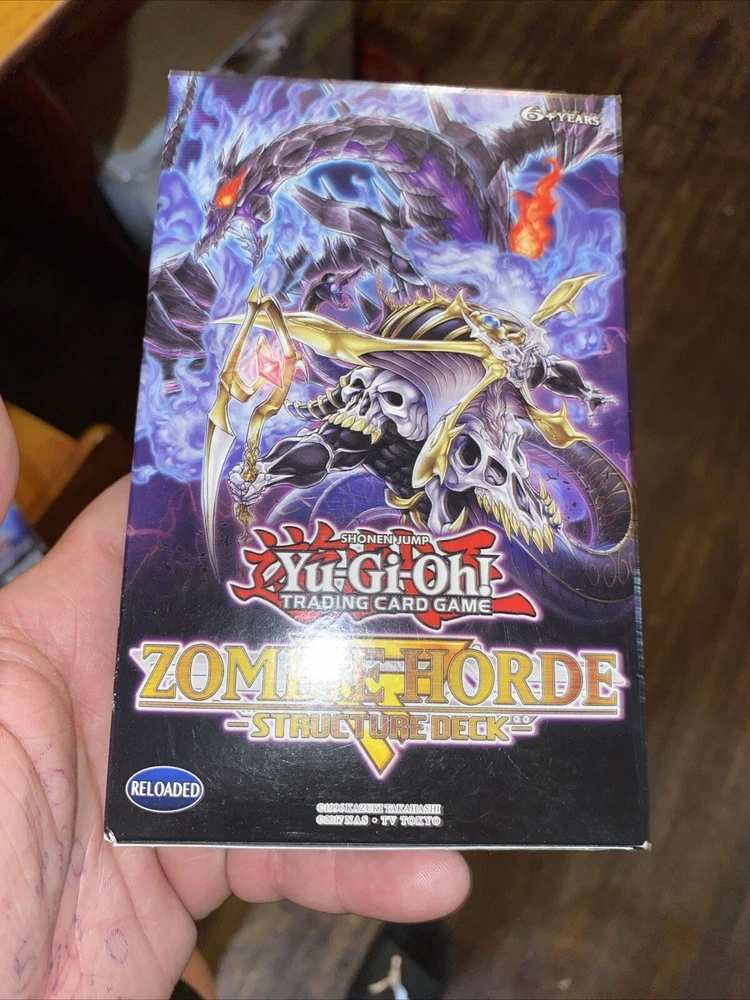 6+YEARS
SHONEN JUMP
Yu-Gi-Oh!
TRADING CARD GAME
ZOMBIE HORDE
-STRUCTURE DECK-
RELOADED
©1996 KAZUKI TAKAHASHI
©2017 NAS • TV TOKYO